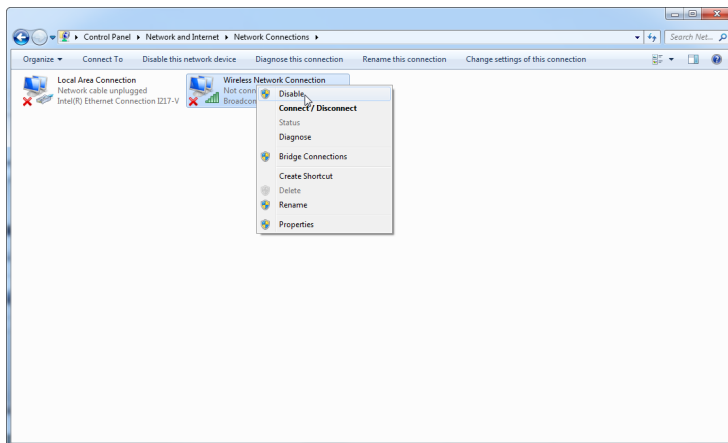 Control Panel Network and Internet Network Connections
Search Net...
Organize Connect To Disable this network device Diagnose this connection Rename this connection Change settings of this connection
Local Area Connection
Network cable unplugged
Intel(R) Ethernet Connection I217-V
Wireless Network Connection
Not conn
Broadcon
Disable
Connect / Disconnect
Status
Diagnose
Bridge Connections
Create Shortcut
Delete
Rename
Properties